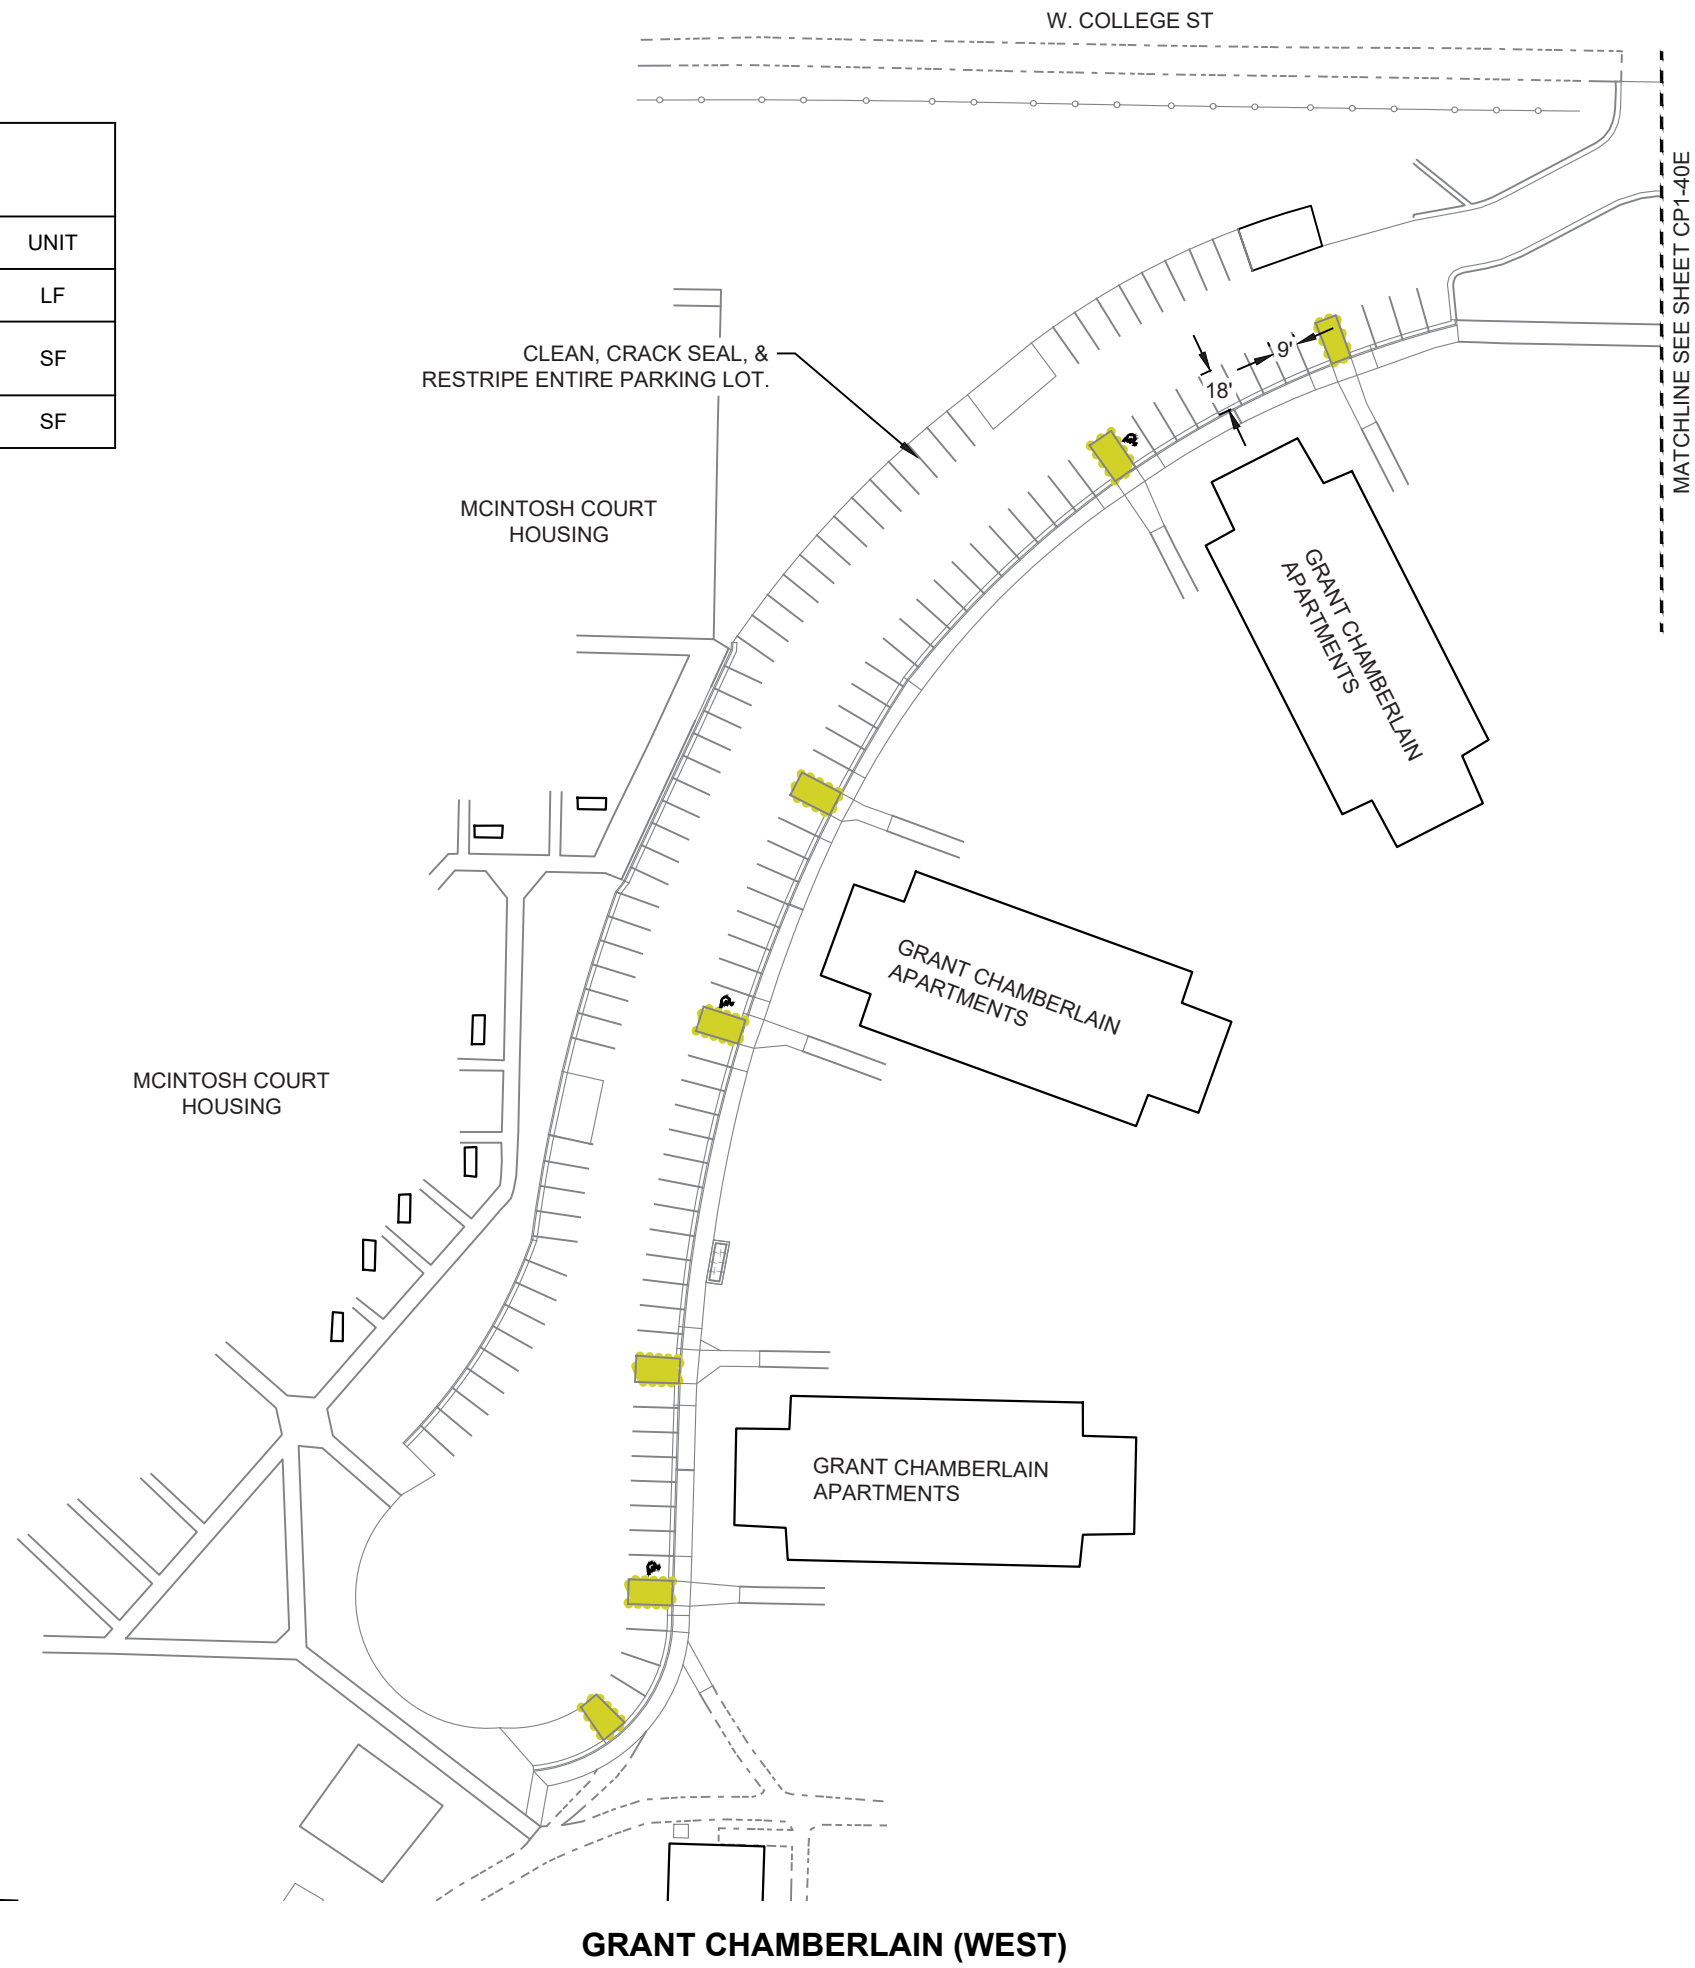 W. COLLEGE ST
UNIT
LF
SF
SF
MATCHLINE SEE SHEET CP1-40E
CLEAN, CRACK SEAL, &
RESTRIPE ENTIRE PARKING LOT.
9'
18'
MCINTOSH COURT
HOUSING
GRANT CHAMBERLAIN
APARTMENTS
GRANT CHAMBERLAIN
APARTMENTS
MCINTOSH COURT
HOUSING
GRANT CHAMBERLAIN
APARTMENTS
GRANT CHAMBERLAIN (WEST)